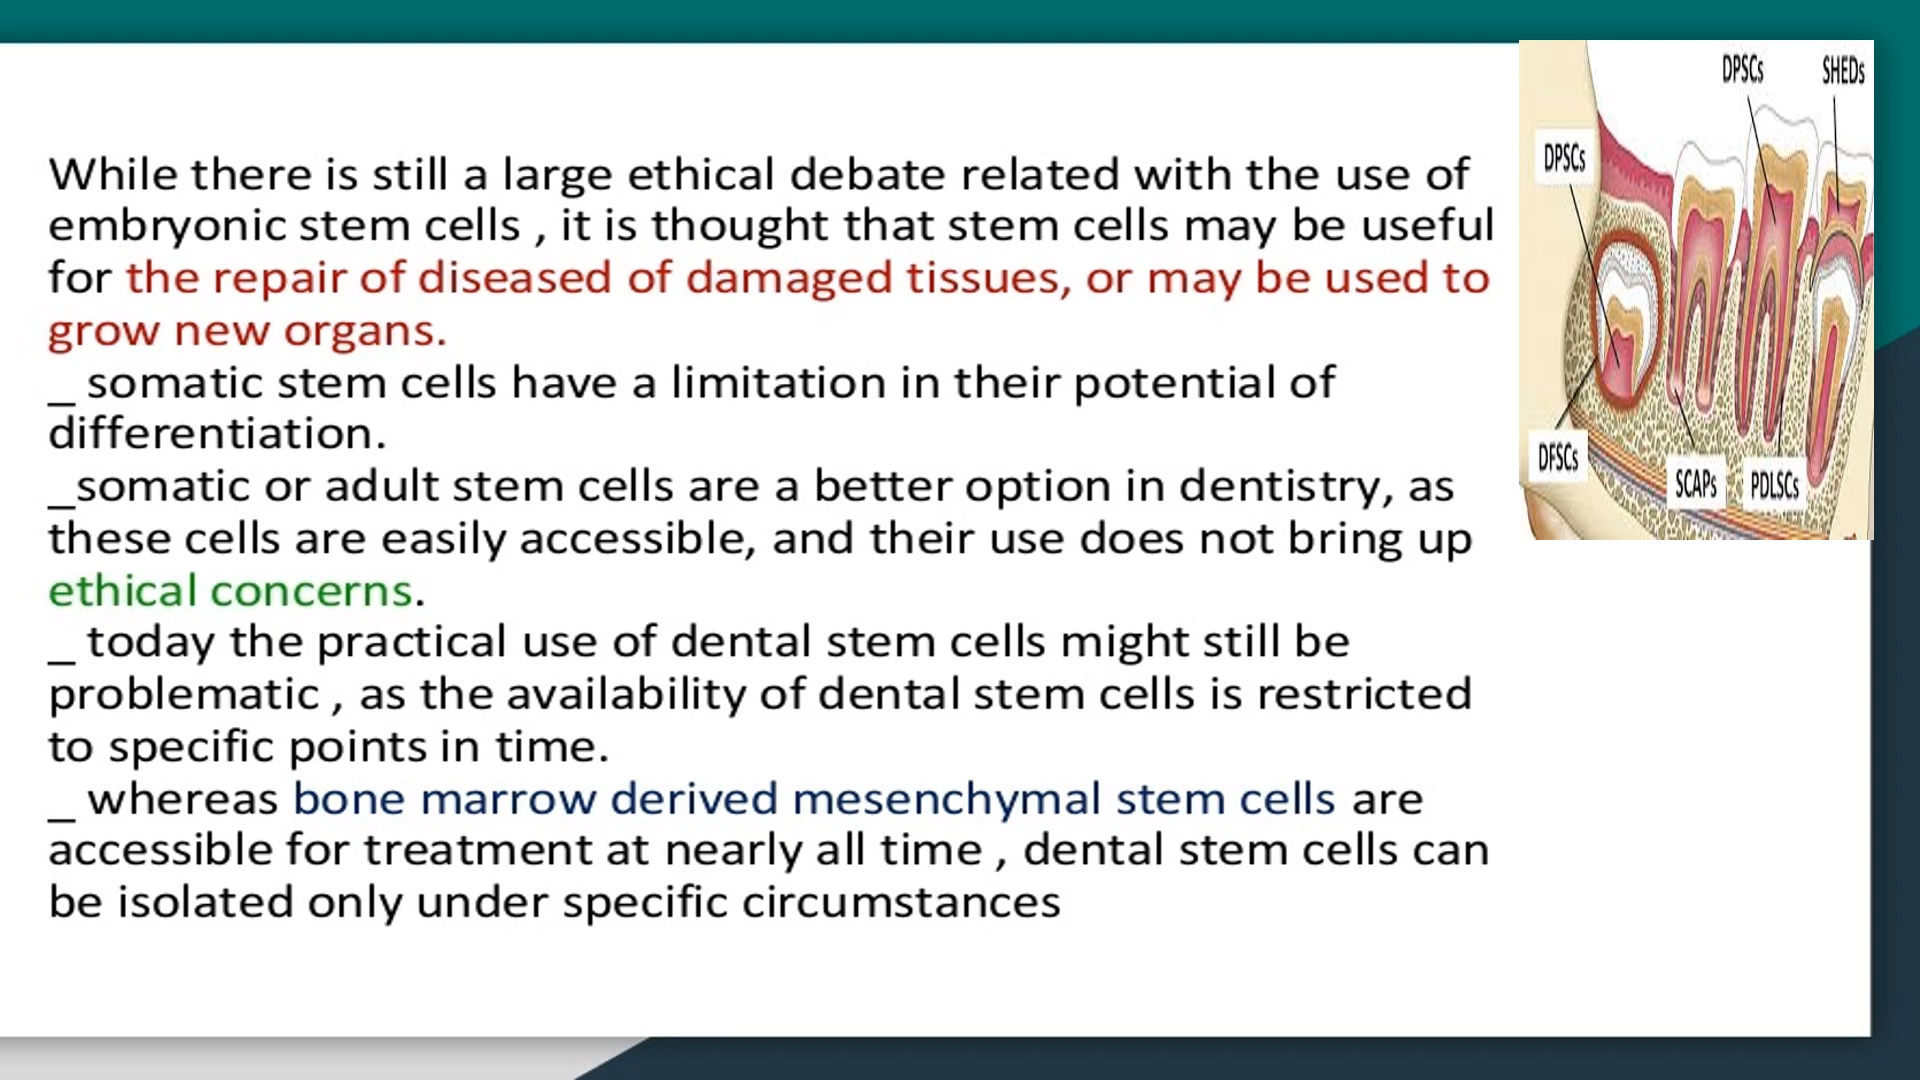 While there is still a large ethical debate related with the use of
embryonic stem cells , it is thought that stem cells may be useful
for the repair of diseased of damaged tissues, or may be used to
grow new organs.
_ somatic stem cells have a limitation in their potential of
differentiation.
_somatic or adult stem cells are a better option in dentistry, as
these cells are easily accessible, and their use does not bring up
ethical concerns.
_ today the practical use of dental stem cells might still be
problematic , as the availability of dental stem cells is restricted
to specific points in time.
_ whereas bone marrow derived mesenchymal stem cells are
accessible for treatment at nearly all time , dental stem cells can
be isolated only under specific circumstances
DPSCs
SHEDs
DPSCs
DFSCs
SCAPs
PDLSCs